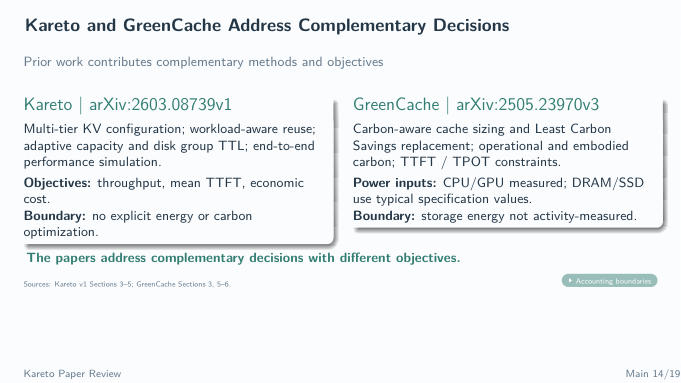 Kareto and GreenCache Address Complementary Decisions
Prior work contributes complementary methods and objectives
Kareto | arXiv:2603.08739v1
Multi-tier KV configuration; workload-aware reuse;
adaptive capacity and disk group TTL; end-to-end
performance simulation.
Objectives: throughput, mean TTFT, economic
cost.
Boundary: no explicit energy or carbon
optimization.
GreenCache | arXiv:2505.23970v3
Carbon-aware cache sizing and Least Carbon
Savings replacement; operational and embodied
carbon; TTFT / TPOT constraints.
Power inputs: CPU/GPU measured; DRAM/SSD
use typical specification values.
Boundary: storage energy not activity-measured.
The papers address complementary decisions with different objectives.
Sources: Kareto v1 Sections 3–5; GreenCache Sections 3, 5–6.
Accounting boundaries
Kareto Paper Review
Main 14/19